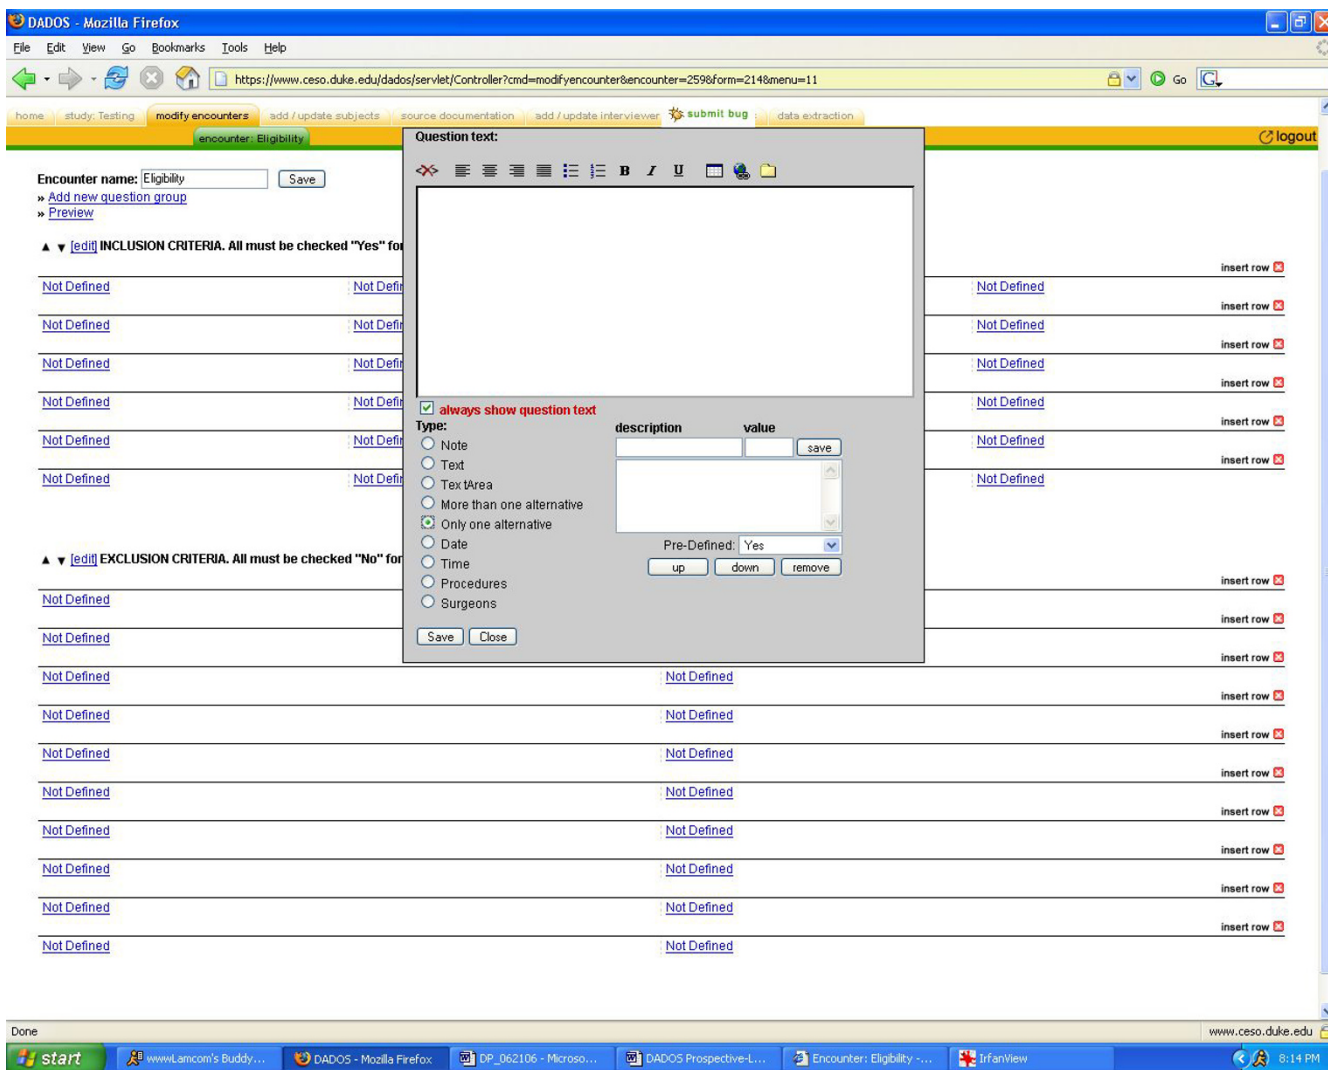 DADOS - Mozilla Firefox
File Edit View Go Bookmarks Tools Help
https://www.ceso.duke.edu/dados/servlet/Controller?cmd=modifyencounter&encounter=259&form=214&menu=11 Go G
home study: Testing modify encounters add / update subjects source documentation add / update interviewer submit bug data extraction
encounter: Eligibility logout
Question text:
Encounter name: Eligibility Save
» Add new question group
» Preview
B I U
▲ ▼ [edit] INCLUSION CRITERIA. All must be checked "Yes" fo
insert row
Not Defined Not Defi Not Defined
insert row
Not Defined Not Defi Not Defined
insert row
Not Defined Not Defi Not Defined
insert row
Not Defined Not Defi Not Defined
insert row
Not Defined Not Defi Not Defined
insert row
Not Defined Not Defi Not Defined
always show question text
Type: description value
Note save
Text
TextArea
More than one alternative
Only one alternative
Date Pre-Defined: Yes
Time up down remove
Procedures
Surgeons
Save Close
▲ ▼ [edit] EXCLUSION CRITERIA. All must be checked "No" for
insert row
Not Defined
insert row
Not Defined
insert row
Not Defined Not Defined
insert row
Not Defined Not Defined
insert row
Not Defined Not Defined
insert row
Not Defined Not Defined
insert row
Not Defined Not Defined
insert row
Not Defined Not Defined
insert row
Not Defined Not Defined
insert row
Not Defined Not Defined
Done www.ceso.duke.edu
start wwwLamcom's Buddy... DADOS - Mozilla Firefox DP_062106 - Microso... DADOS Prospective-L... Encounter: Eligibility -... IrfanView 8:14 PM